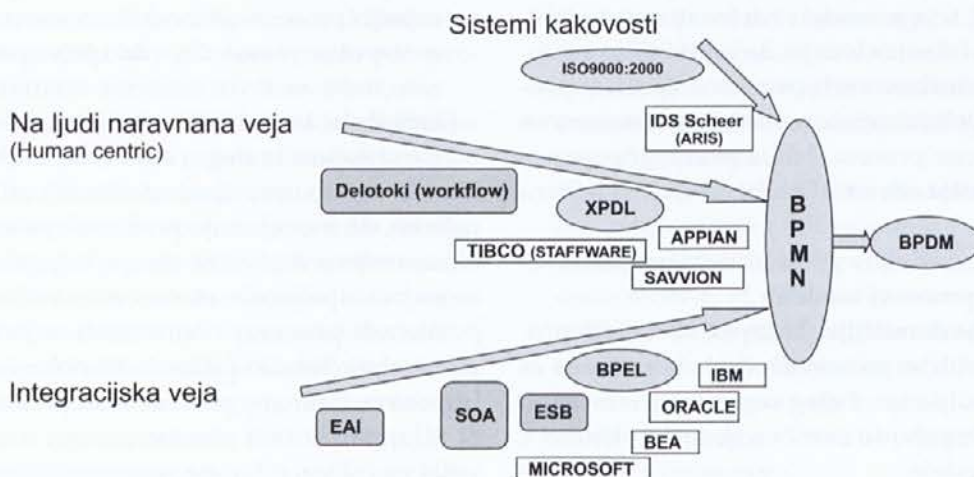 Sistemi kakovosti
ISO9000:2000
IDS Scheer
(ARIS)
Na ljudi naravnana veja
(Human centric)
Delotoki (workflow)
XPDL
TIBCO (STAFFWARE)
APPIAN
SAVVION
BPMN
BPDM
Integracijska veja
EAI
SOA
ESB
BPEL
IBM
ORACLE
BEA
MICROSOFT